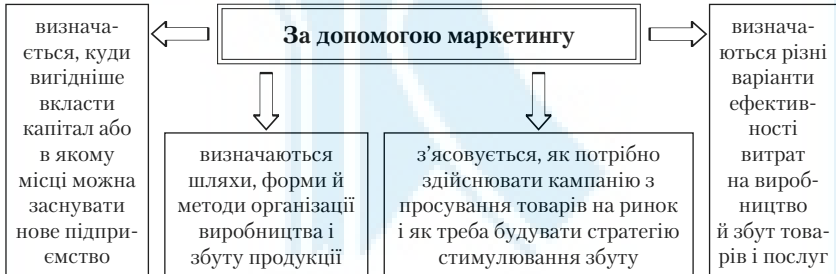 За допомогою маркетингу
визнача-
ється, куди
вигідніше
вкласти
капітал або
в якому
місці можна
заснувати
нове підпри-
ємство
визначаються
шляхи, форми й
методи організації
виробництва і
збуту продукції
з’ясовується, як потрібно
здійснювати кампанію з
просування товарів на ринок
і як треба будувати стратегію
стимулювання збуту
визнача-
ються різні
варіанти
ефектив-
ності
витрат
на вироб-
ництво
й збут това-
рів і послуг